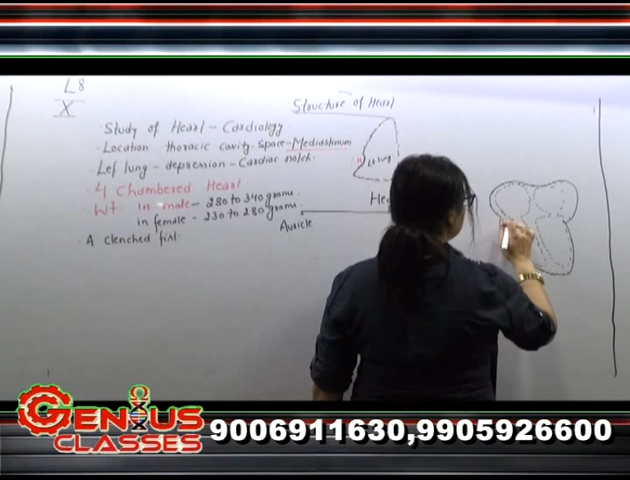 L8
X
Structure of Heart
Study of Heart - Cardiology
Location thoracic cavity. Space - Mediastinum
Lef lung - depression - Cardiac notch.
Lt lung
4 Chambered Heart
Wt. in male - 280 to 340 grams
in female - 230 to 280 grams.
Auricle
A clenched fist
GENIUS
CLASSES
9006911630,9905926600